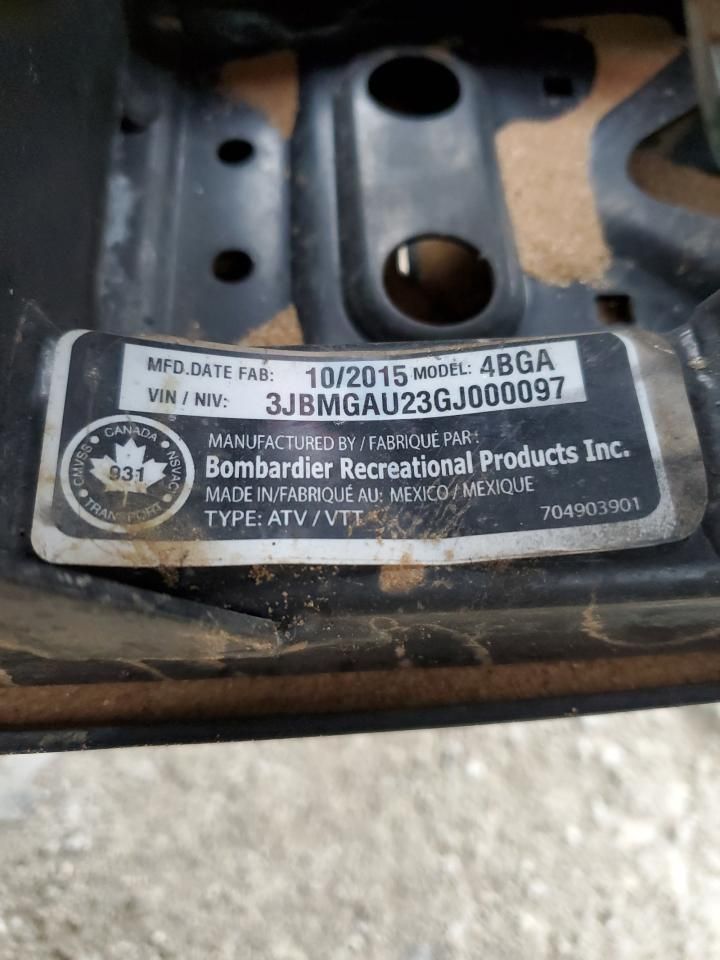 MFD.DATE FAB: 10/2015 MODEL: 4BGA
VIN / NIV: 3JBMGAU23GJ000097
CANADA
CMVSS
931
NSVAC
TRANSPORT
MANUFACTURED BY / FABRIQUÉ PAR :
Bombardier Recreational Products Inc.
MADE IN/FABRIQUÉ AU: MEXICO / MEXIQUE
TYPE: ATV / VTT
704903901